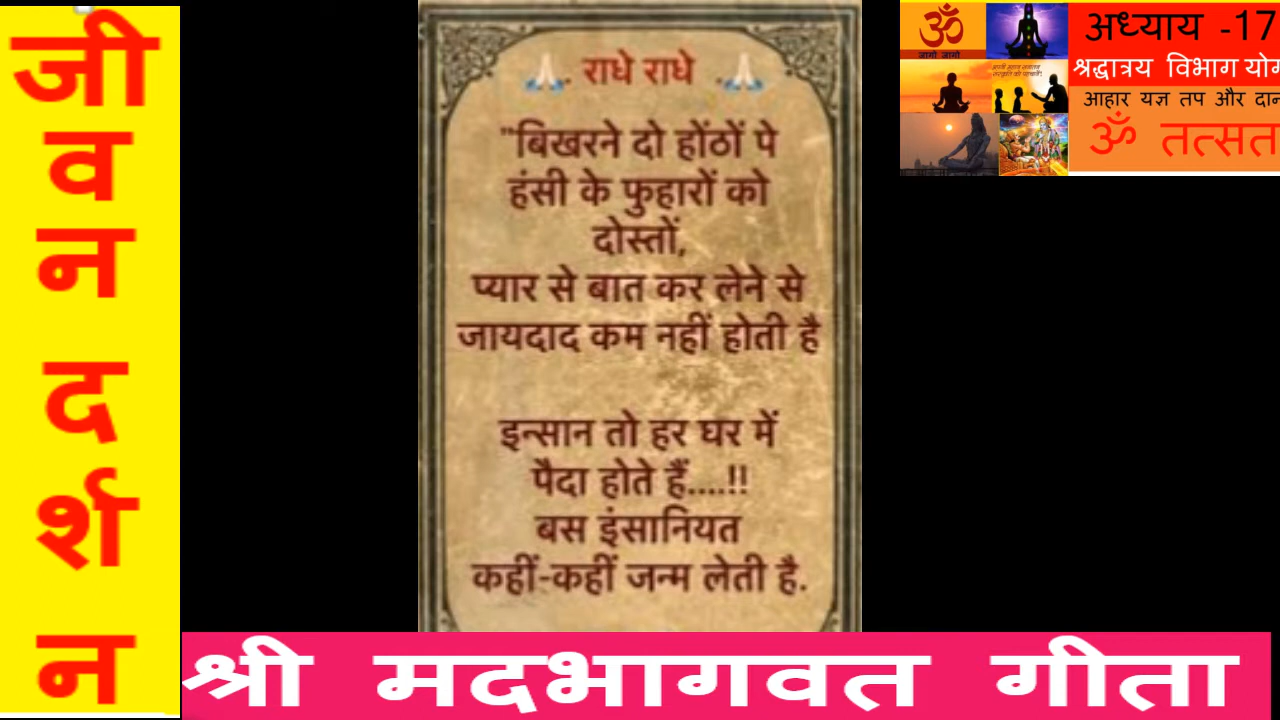 जीवन दर्शन
🙏. राधे राधे .🙏
"बिखरने दो होंठों पे
हंसी के फुहारों को
दोस्तों,
प्यार से बात कर लेने से
जायदाद कम नहीं होती है
इन्सान तो हर घर में
पैदा होते हैं....!!
बस इंसानियत
कहीं-कहीं जन्म लेती है.
अध्याय -17
श्रद्धात्रय विभाग योग
आहार यज्ञ तप और दान
ॐ तत्सत
ॐ
जागो जागो
श्री मदभागवत गीता